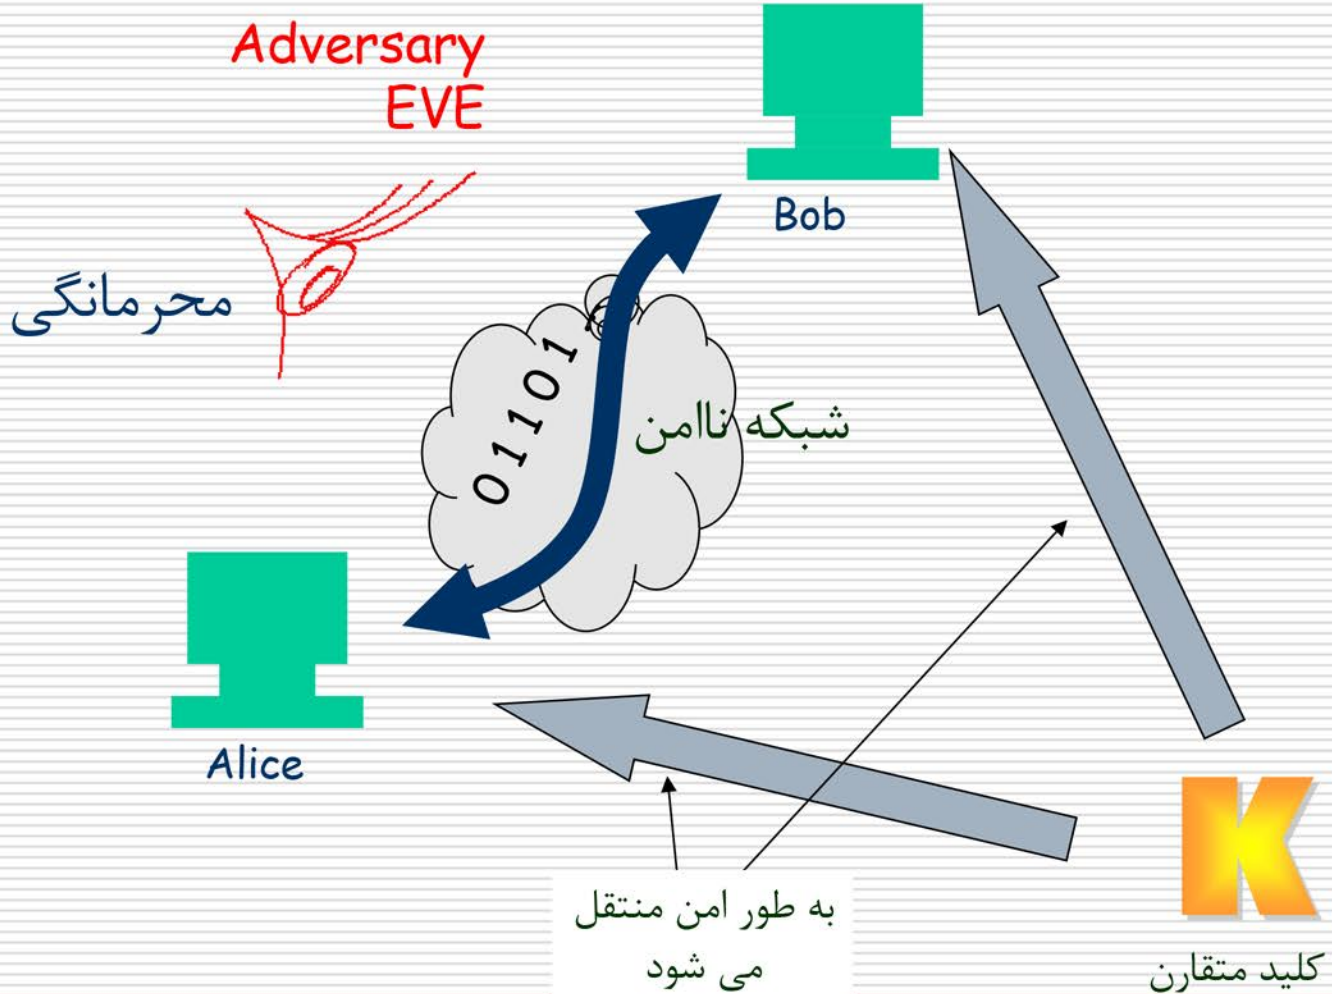 Adversary
EVE
Bob
محرمانگی
01101
شبکه ناامن
Alice
K
به طور امن منتقل
می شود
کلید متقارن